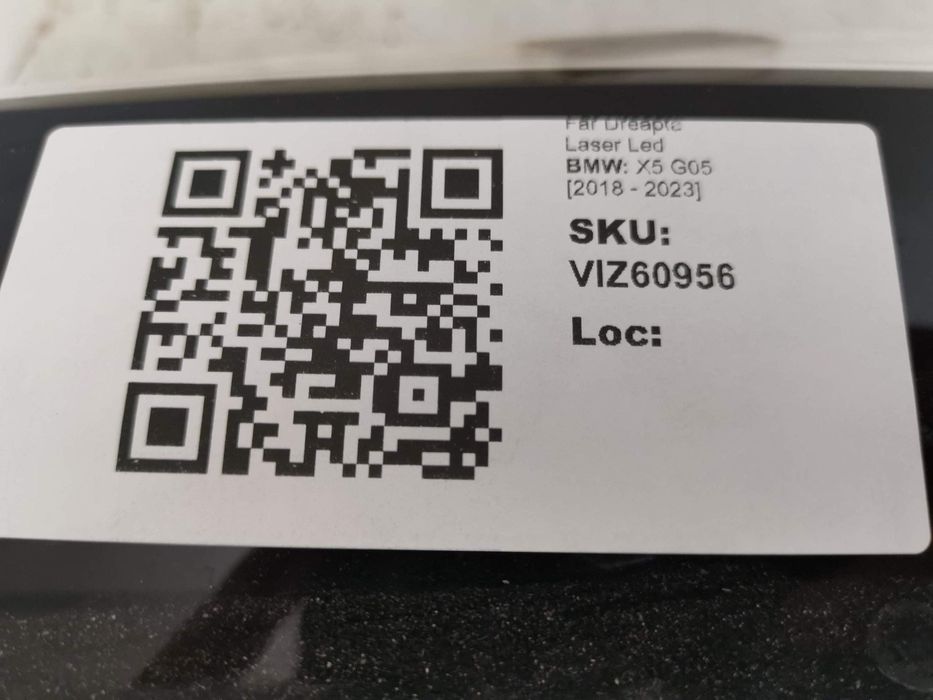 Far Dreapta
Laser Led
BMW: X5 G05
[2018 - 2023]
SKU:
VIZ60956
Loc: